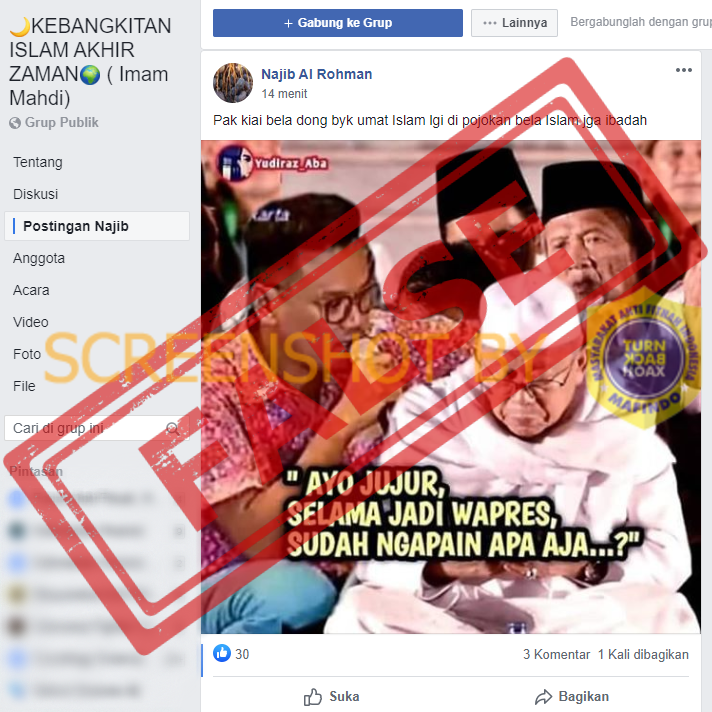 🌙KEBANGKITAN
ISLAM AKHIR
ZAMAN🌍 ( Imam
Mahdi)
Grup Publik
Tentang
Diskusi
Postingan Najib
Anggota
Acara
Video
Foto
File
Cari di grup ini
Pintasan
+ Gabung ke Grup
••• Lainnya
Bergabunglah dengan grup
Najib Al Rohman
14 menit
Pak kiai bela dong byk umat Islam lgi di pojokan bela Islam jga ibadah
Yudiraz_Aba
karta
" AYO JUJUR,
SELAMA JADI WAPRES,
SUDAH NGAPAIN APA AJA...?"
FALSE
SCREENSHOT BY
MASYARAKAT ANTI FITNAH INDONESIA
TURN
BACK
HOAX
MAFINDO
30
3 Komentar 1 Kali dibagikan
Suka
Bagikan